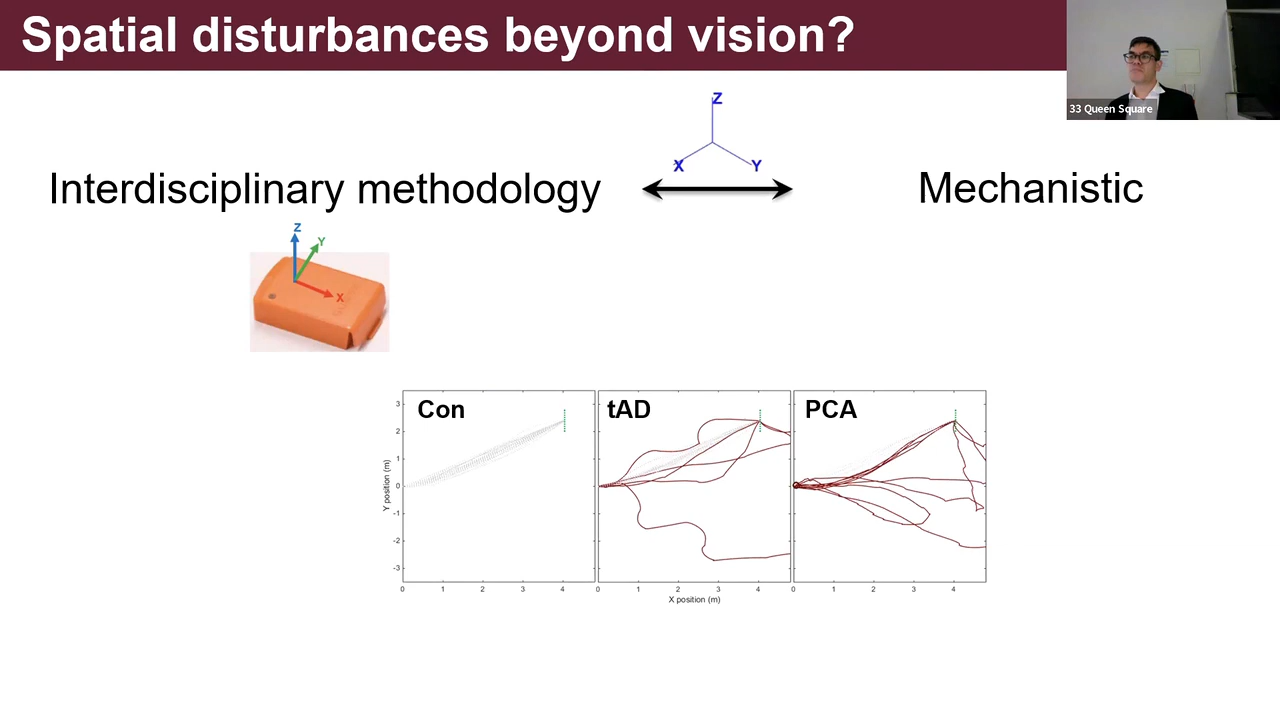 Spatial disturbances beyond vision?
33 Queen Square
Z
X
Y
Interdisciplinary methodology
Mechanistic
Z
Y
X
Con
tAD
PCA
3
2
1
0
-1
-2
-3
Y position (m)
0 1 2 3 4
0 1 2 3 4
0 1 2 3 4
X position (m)